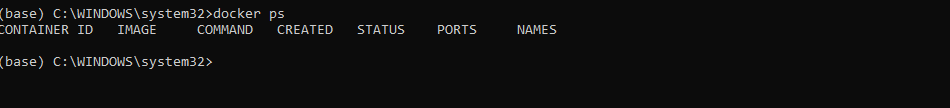 (base) C:\WINDOWS\system32>docker ps
CONTAINER ID   IMAGE     COMMAND   CREATED   STATUS    PORTS     NAMES
(base) C:\WINDOWS\system32>